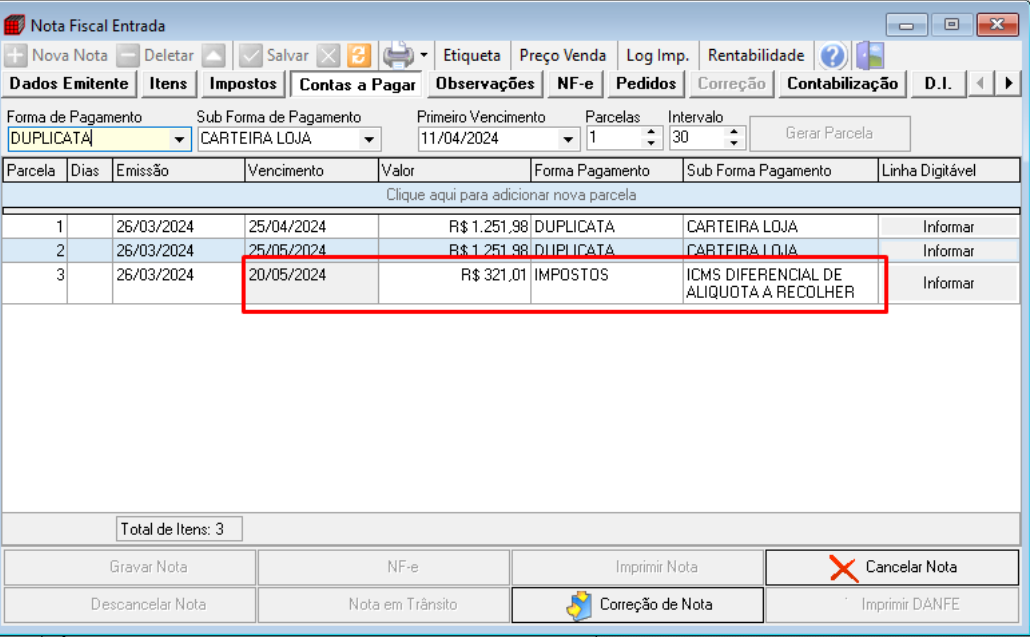 Nota Fiscal Entrada
Nova Nota Deletar Salvar Etiqueta Preço Venda Log Imp. Rentabilidade
Dados Emitente Itens Impostos Contas a Pagar Observações NF-e Pedidos Correção Contabilização D.I.
Forma de Pagamento Sub Forma de Pagamento Primeiro Vencimento Parcelas Intervalo
DUPLICATA CARTEIRA LOJA 11/04/2024 1 30 Gerar Parcela
Parcela Dias Emissão Vencimento Valor Forma Pagamento Sub Forma Pagamento Linha Digitável
Clique aqui para adicionar nova parcela
1 26/03/2024 25/04/2024 R$ 1.251,98 DUPLICATA CARTEIRA LOJA Informar
2 26/03/2024 25/05/2024 R$ 1.251,98 DUPLICATA CARTEIRA LOJA Informar
3 26/03/2024 20/05/2024 R$ 321,01 IMPOSTOS ICMS DIFERENCIAL DE
ALIQUOTA A RECOLHER Informar
Total de Itens: 3
Gravar Nota NF-e Imprimir Nota Cancelar Nota
Descancelar Nota Nota em Trânsito Correção de Nota Imprimir DANFE